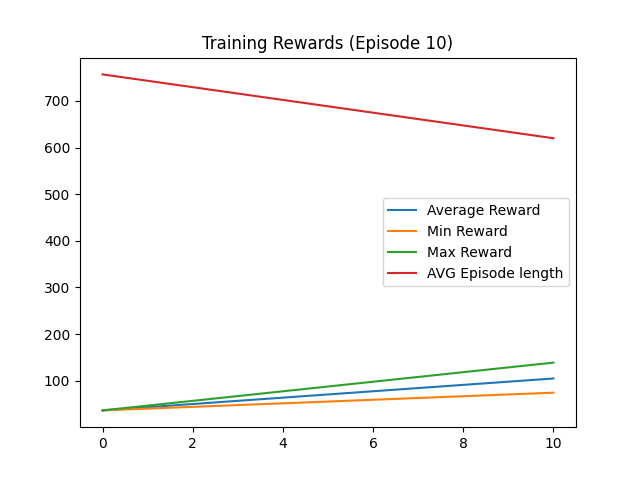 Training Rewards (Episode 10)
700
600
500
400
300
200
100
Average Reward
Min Reward
Max Reward
AVG Episode length
0 2 4 6 8 10